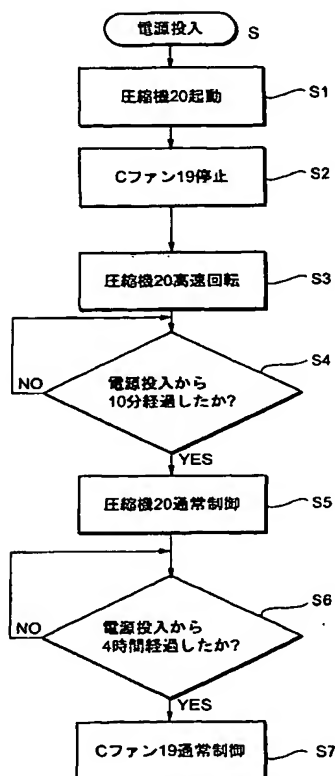 電源投入
S
圧縮機20起動
S1
Cファン19停止
S2
圧縮機20高速回転
S3
S4
電源投入から
10分経過したか?
NO
YES
圧縮機20通常制御
S5
S6
電源投入から
4時間経過したか?
NO
YES
Cファン19通常制御
S7